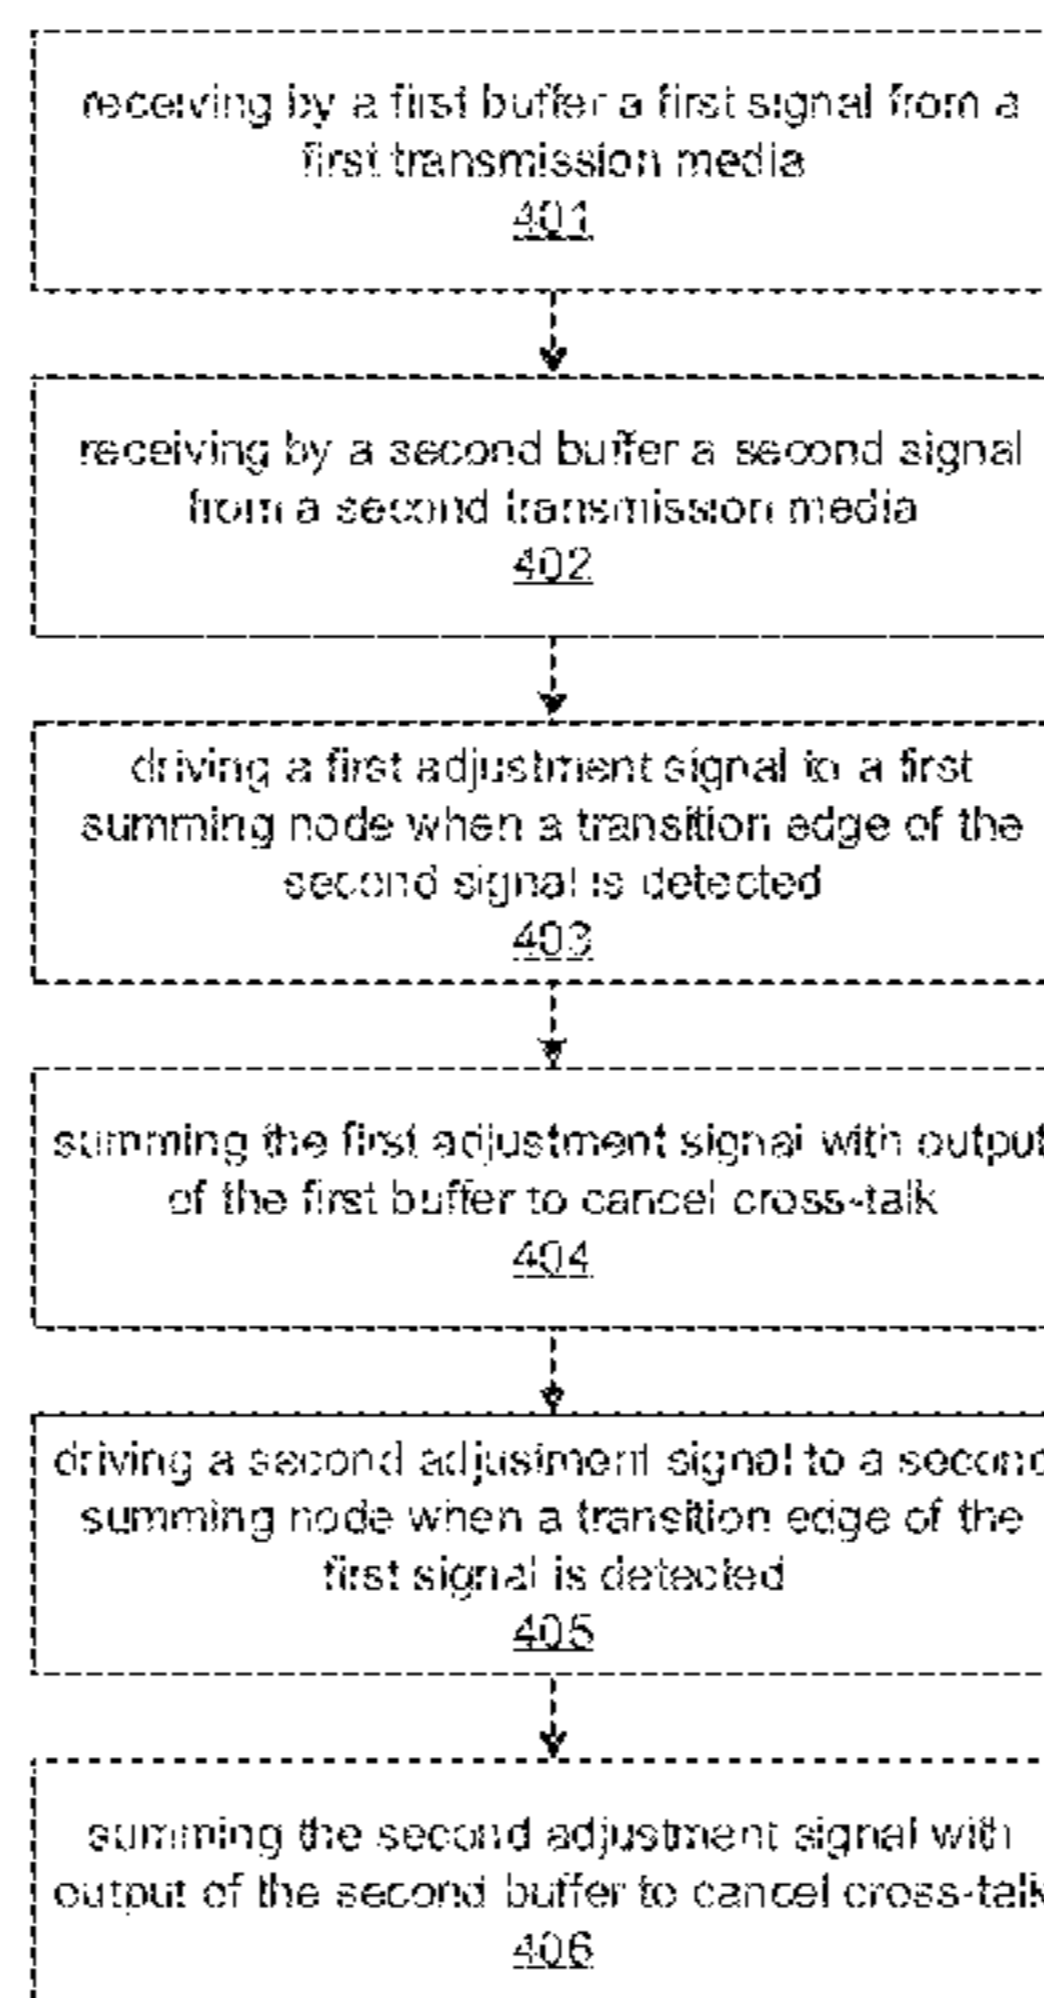 receiving by a first buffer a first signal from a
first transmission media
401
receiving by a second buffer a second signal
from a second transmission media
402
driving a first adjustment signal to a first
summing node when a transition edge of the
second signal is detected
403
summing the first adjustment signal with output
of the first buffer to cancel cross-talk
404
driving a second adjustment signal to a second
summing node when a transition edge of the
first signal is detected
405
summing the second adjustment signal with
output of the second buffer to cancel cross-talk
406